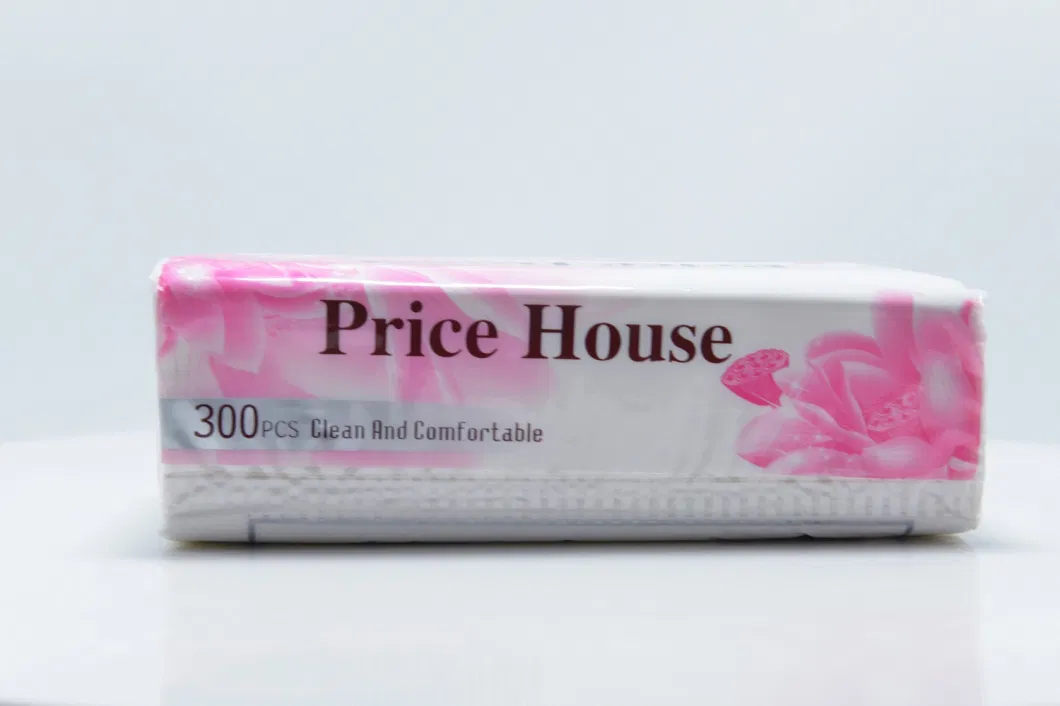 Price House
300PCS Clean And Comfortable